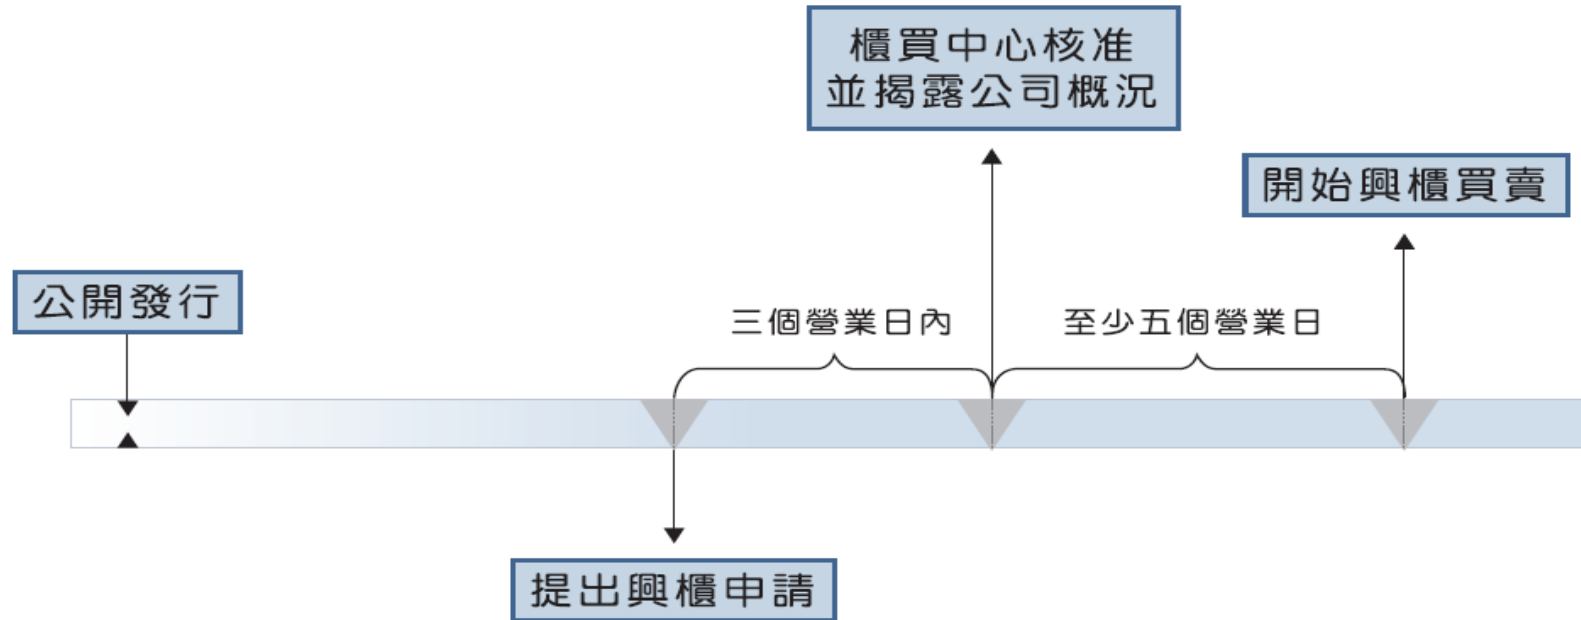 櫃買中心核准
並揭露公司概況
開始興櫃買賣
公開發行
三個營業日內
至少五個營業日
提出興櫃申請